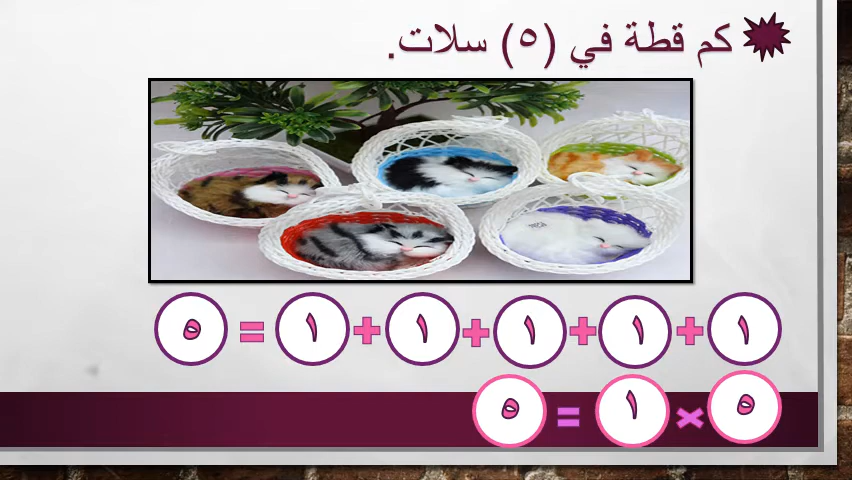 كم قطة في (٥) سلات.
١ + ١ + ١ + ١ + ١ = ٥
٥ × ١ = ٥